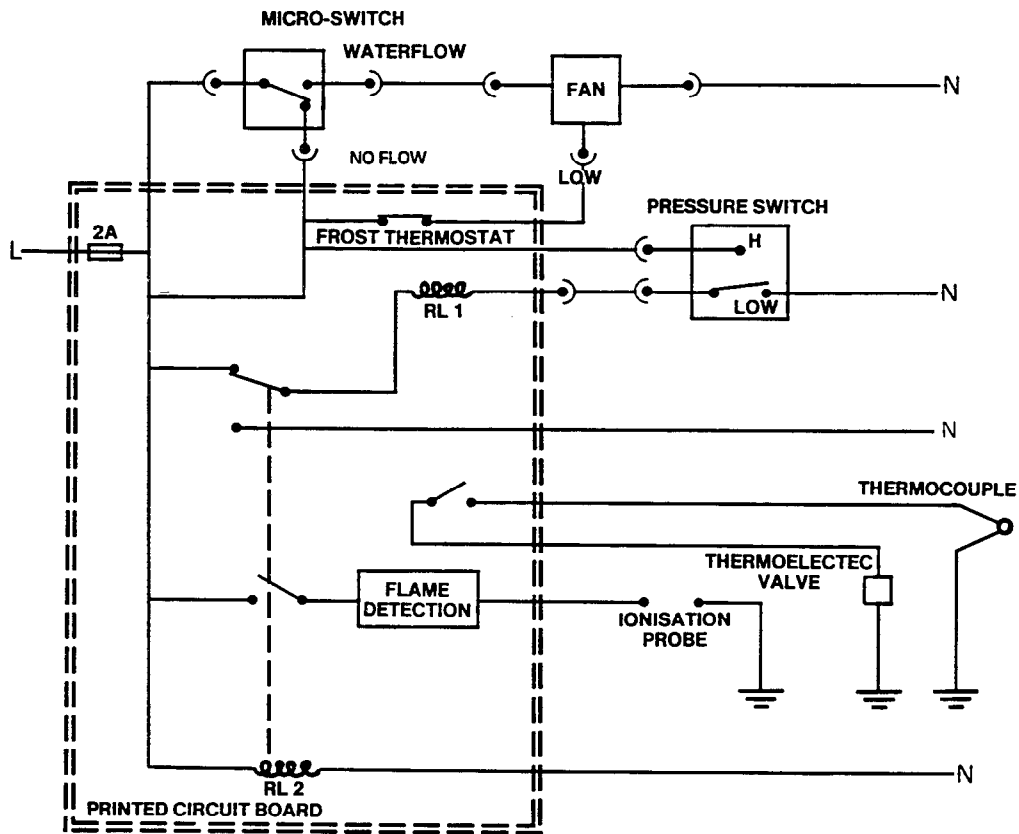 MICRO-SWITCH
WATERFLOW
FAN
N
NO FLOW
LOW
PRESSURE SWITCH
2A
L
FROST THERMOSTAT
H
RL 1
LOW
N
N
THERMOCOUPLE
THERMOELECTEC
VALVE
FLAME
DETECTION
IONISATION
PROBE
RL 2
N
PRINTED CIRCUIT BOARD